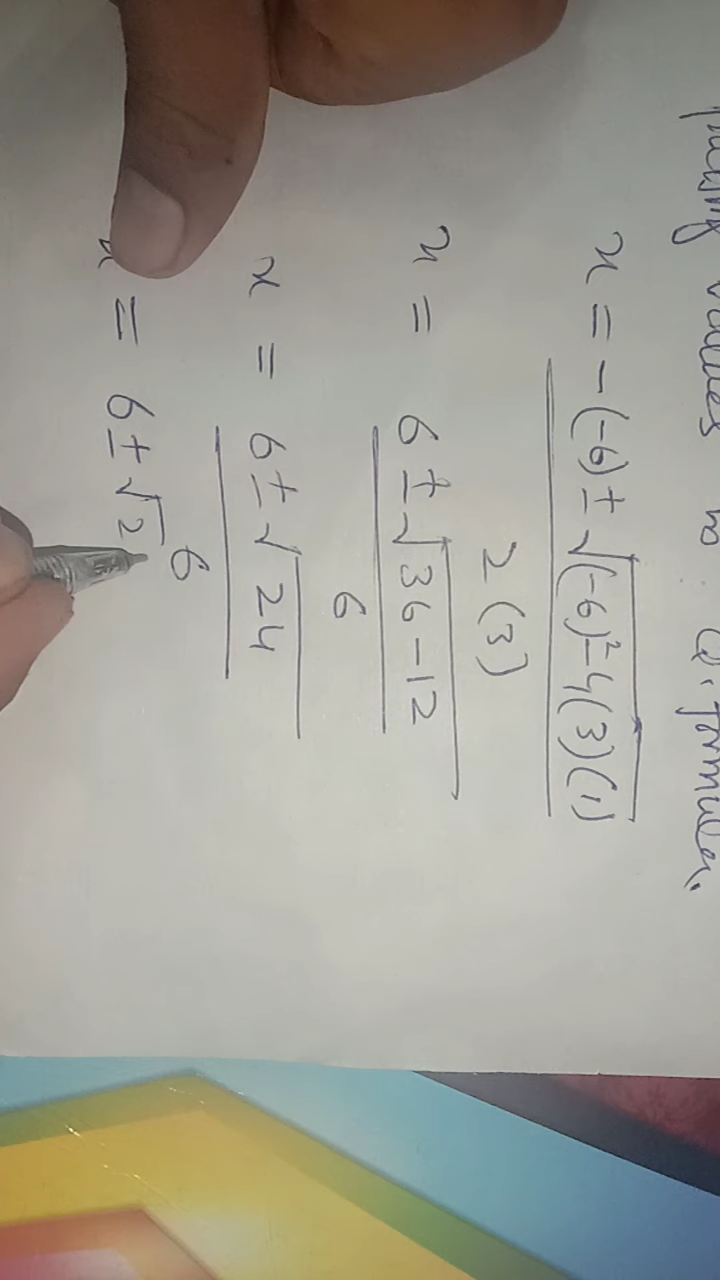 Putting values in Q. formula.
x = -(-6) ± √(-6)² - 4(3)(1)
2(3)
x = 6 ± √36 - 12
6
x = 6 ± √24
6
x = 6 ± √2